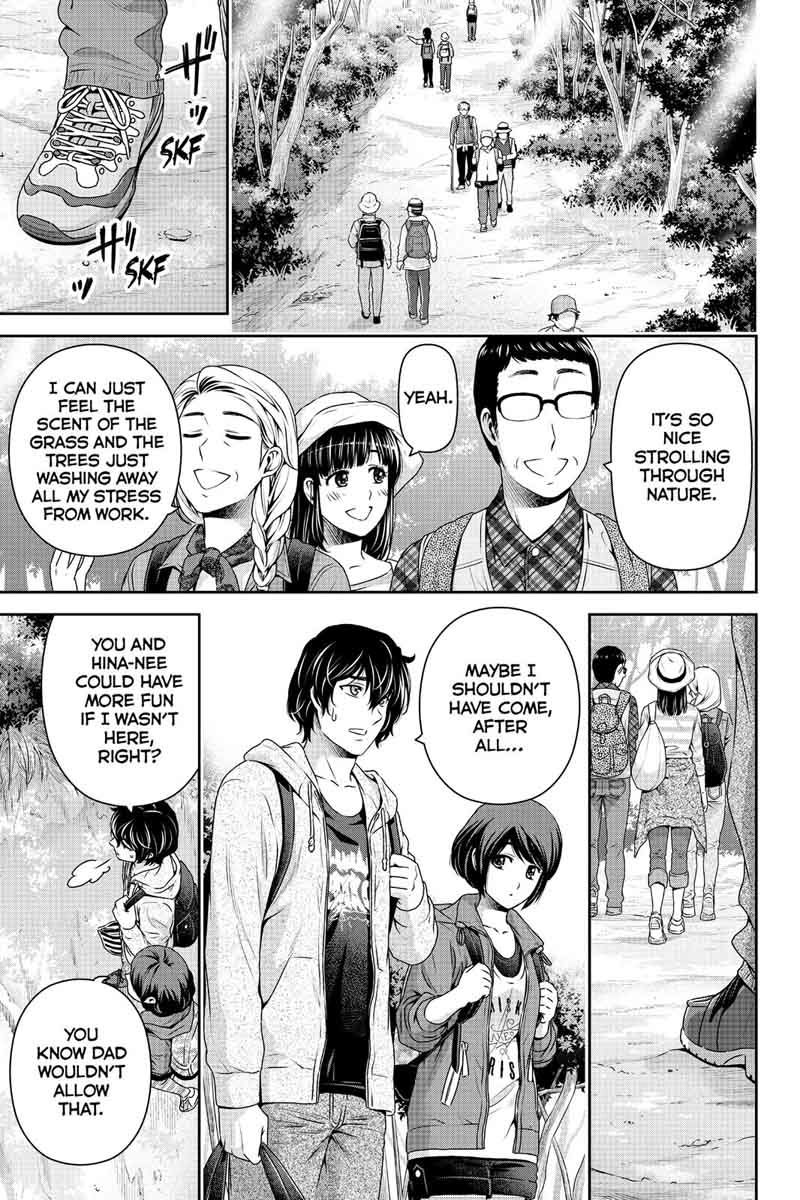 ザッ
SKF
ザッ
SKF
IT'S SO
NICE
STROLLING
THROUGH
NATURE.
YEAH.
I CAN JUST
FEEL THE
SCENT OF THE
GRASS AND THE
TREES JUST
WASHING AWAY
ALL MY STRESS
FROM WORK.
MAYBE I
SHOULDN'T
HAVE COME,
AFTER
ALL...
RISK
YOU AND
HINA-NEE
COULD HAVE
MORE FUN
IF I WASN'T
HERE,
RIGHT?
YOU
KNOW DAD
WOULDN'T
ALLOW
THAT.